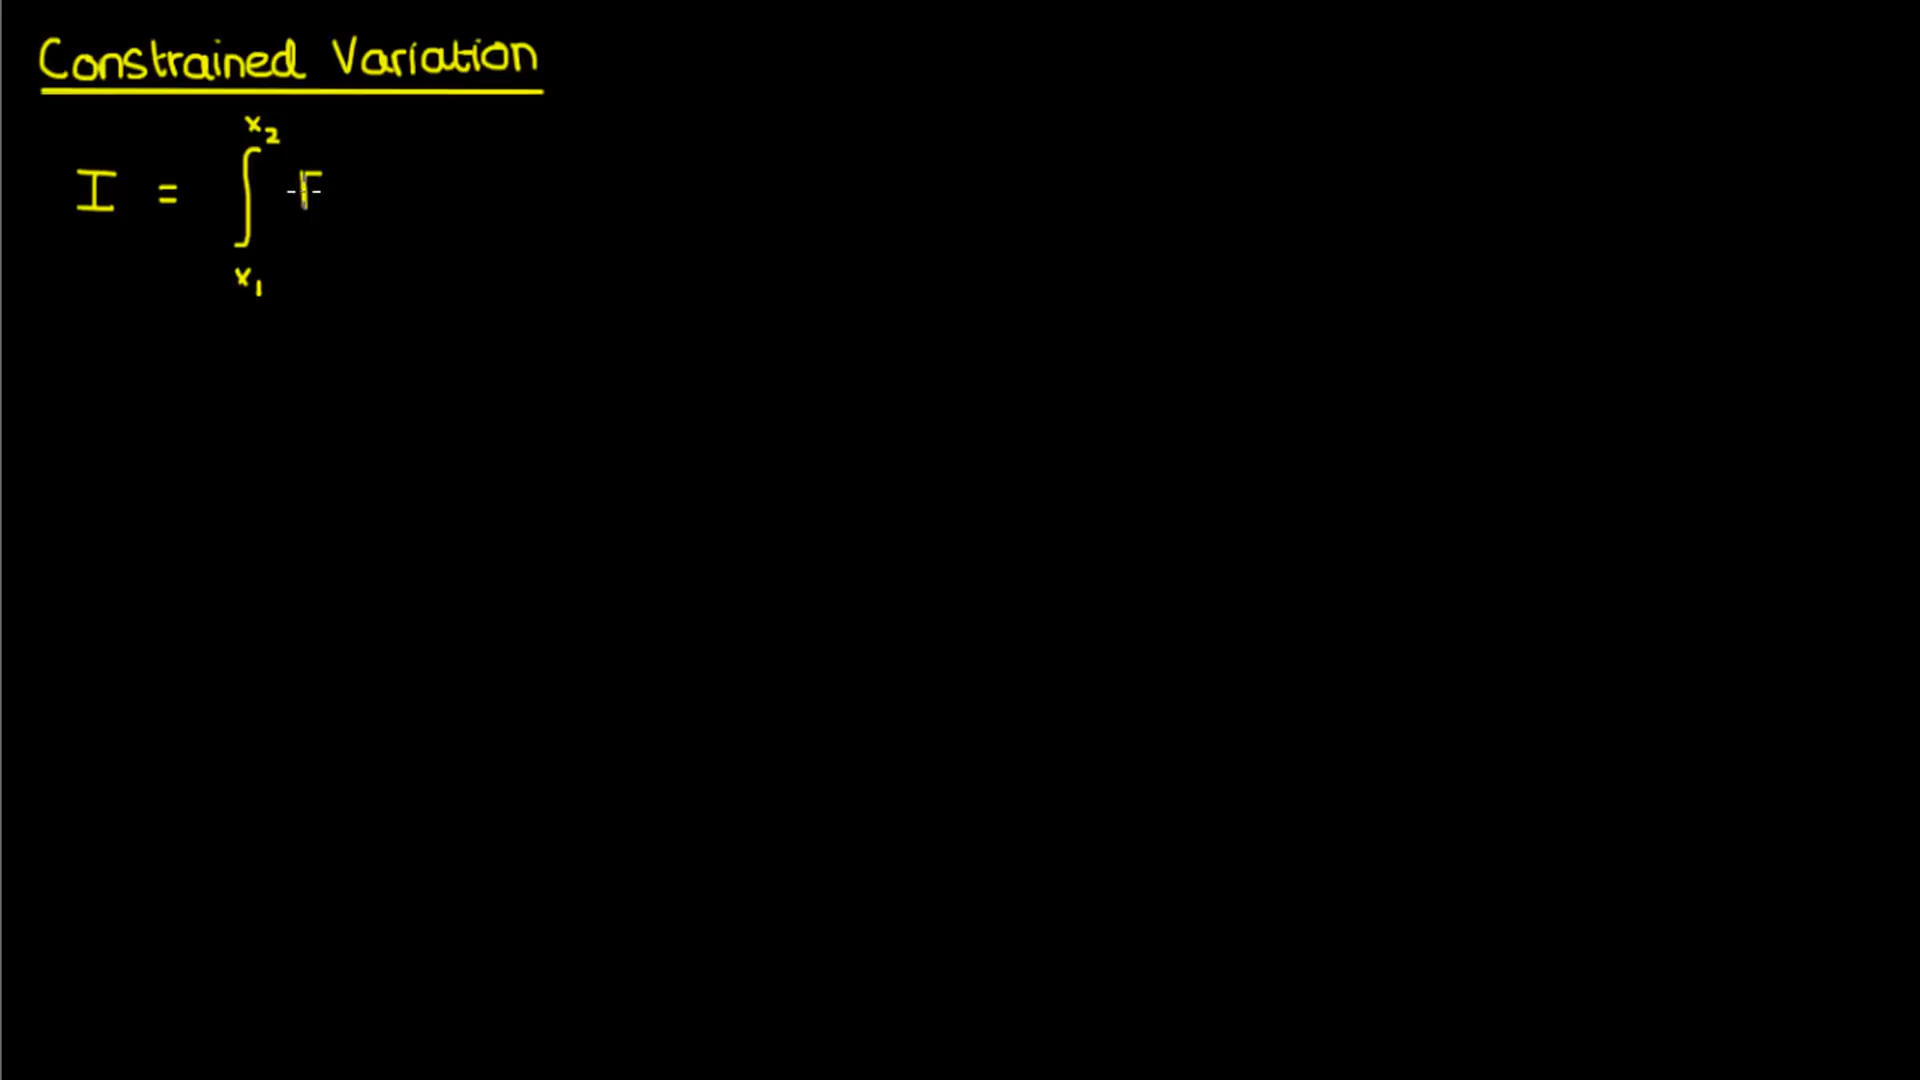 Constrained Variation
I = ∫_{x₁}^{x₂} F